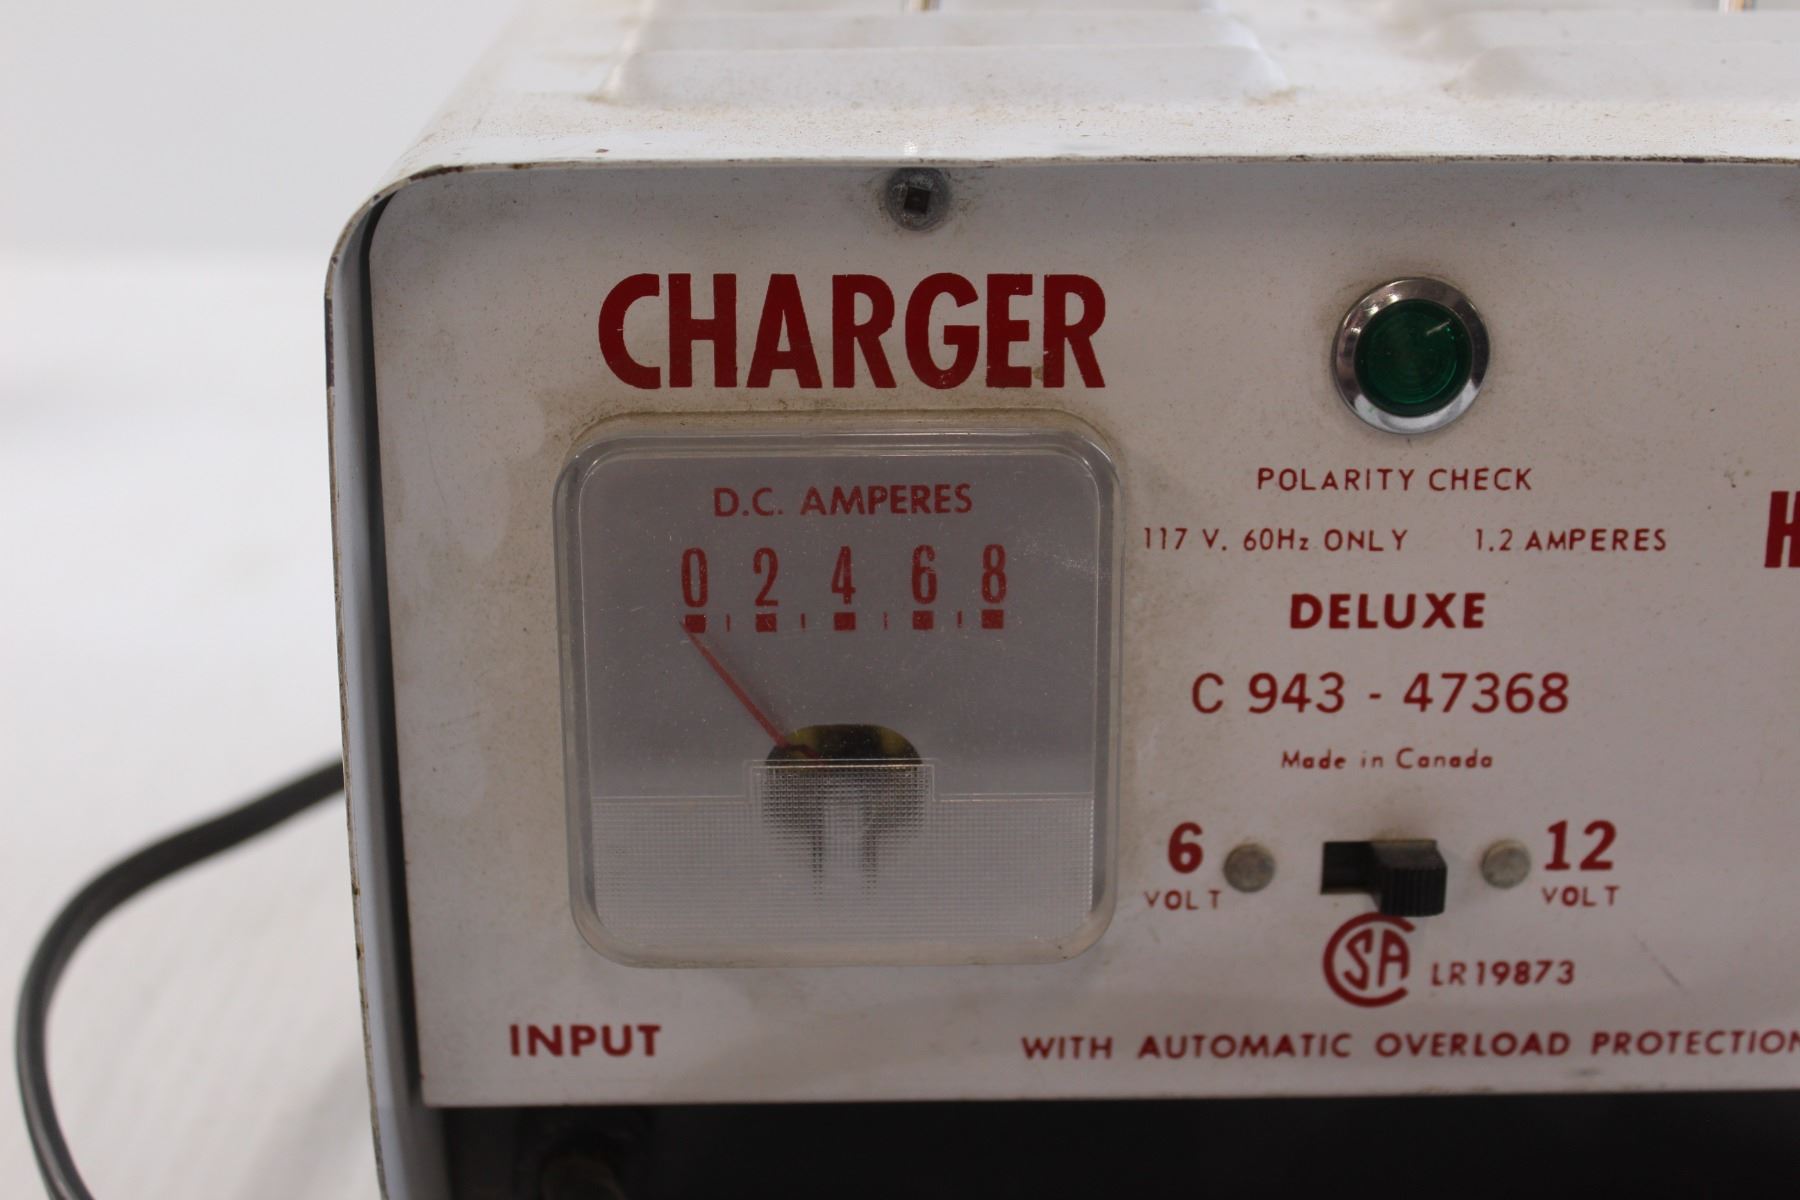 CHARGER
D.C. AMPERES
0 2 4 6 8
POLARITY CHECK
117 V. 60Hz ONLY 1.2 AMPERES
DELUXE
C 943 - 47368
Made in Canada
6 VOLT
12 VOLT
CSA LR19873
INPUT
WITH AUTOMATIC OVERLOAD PROTECTION